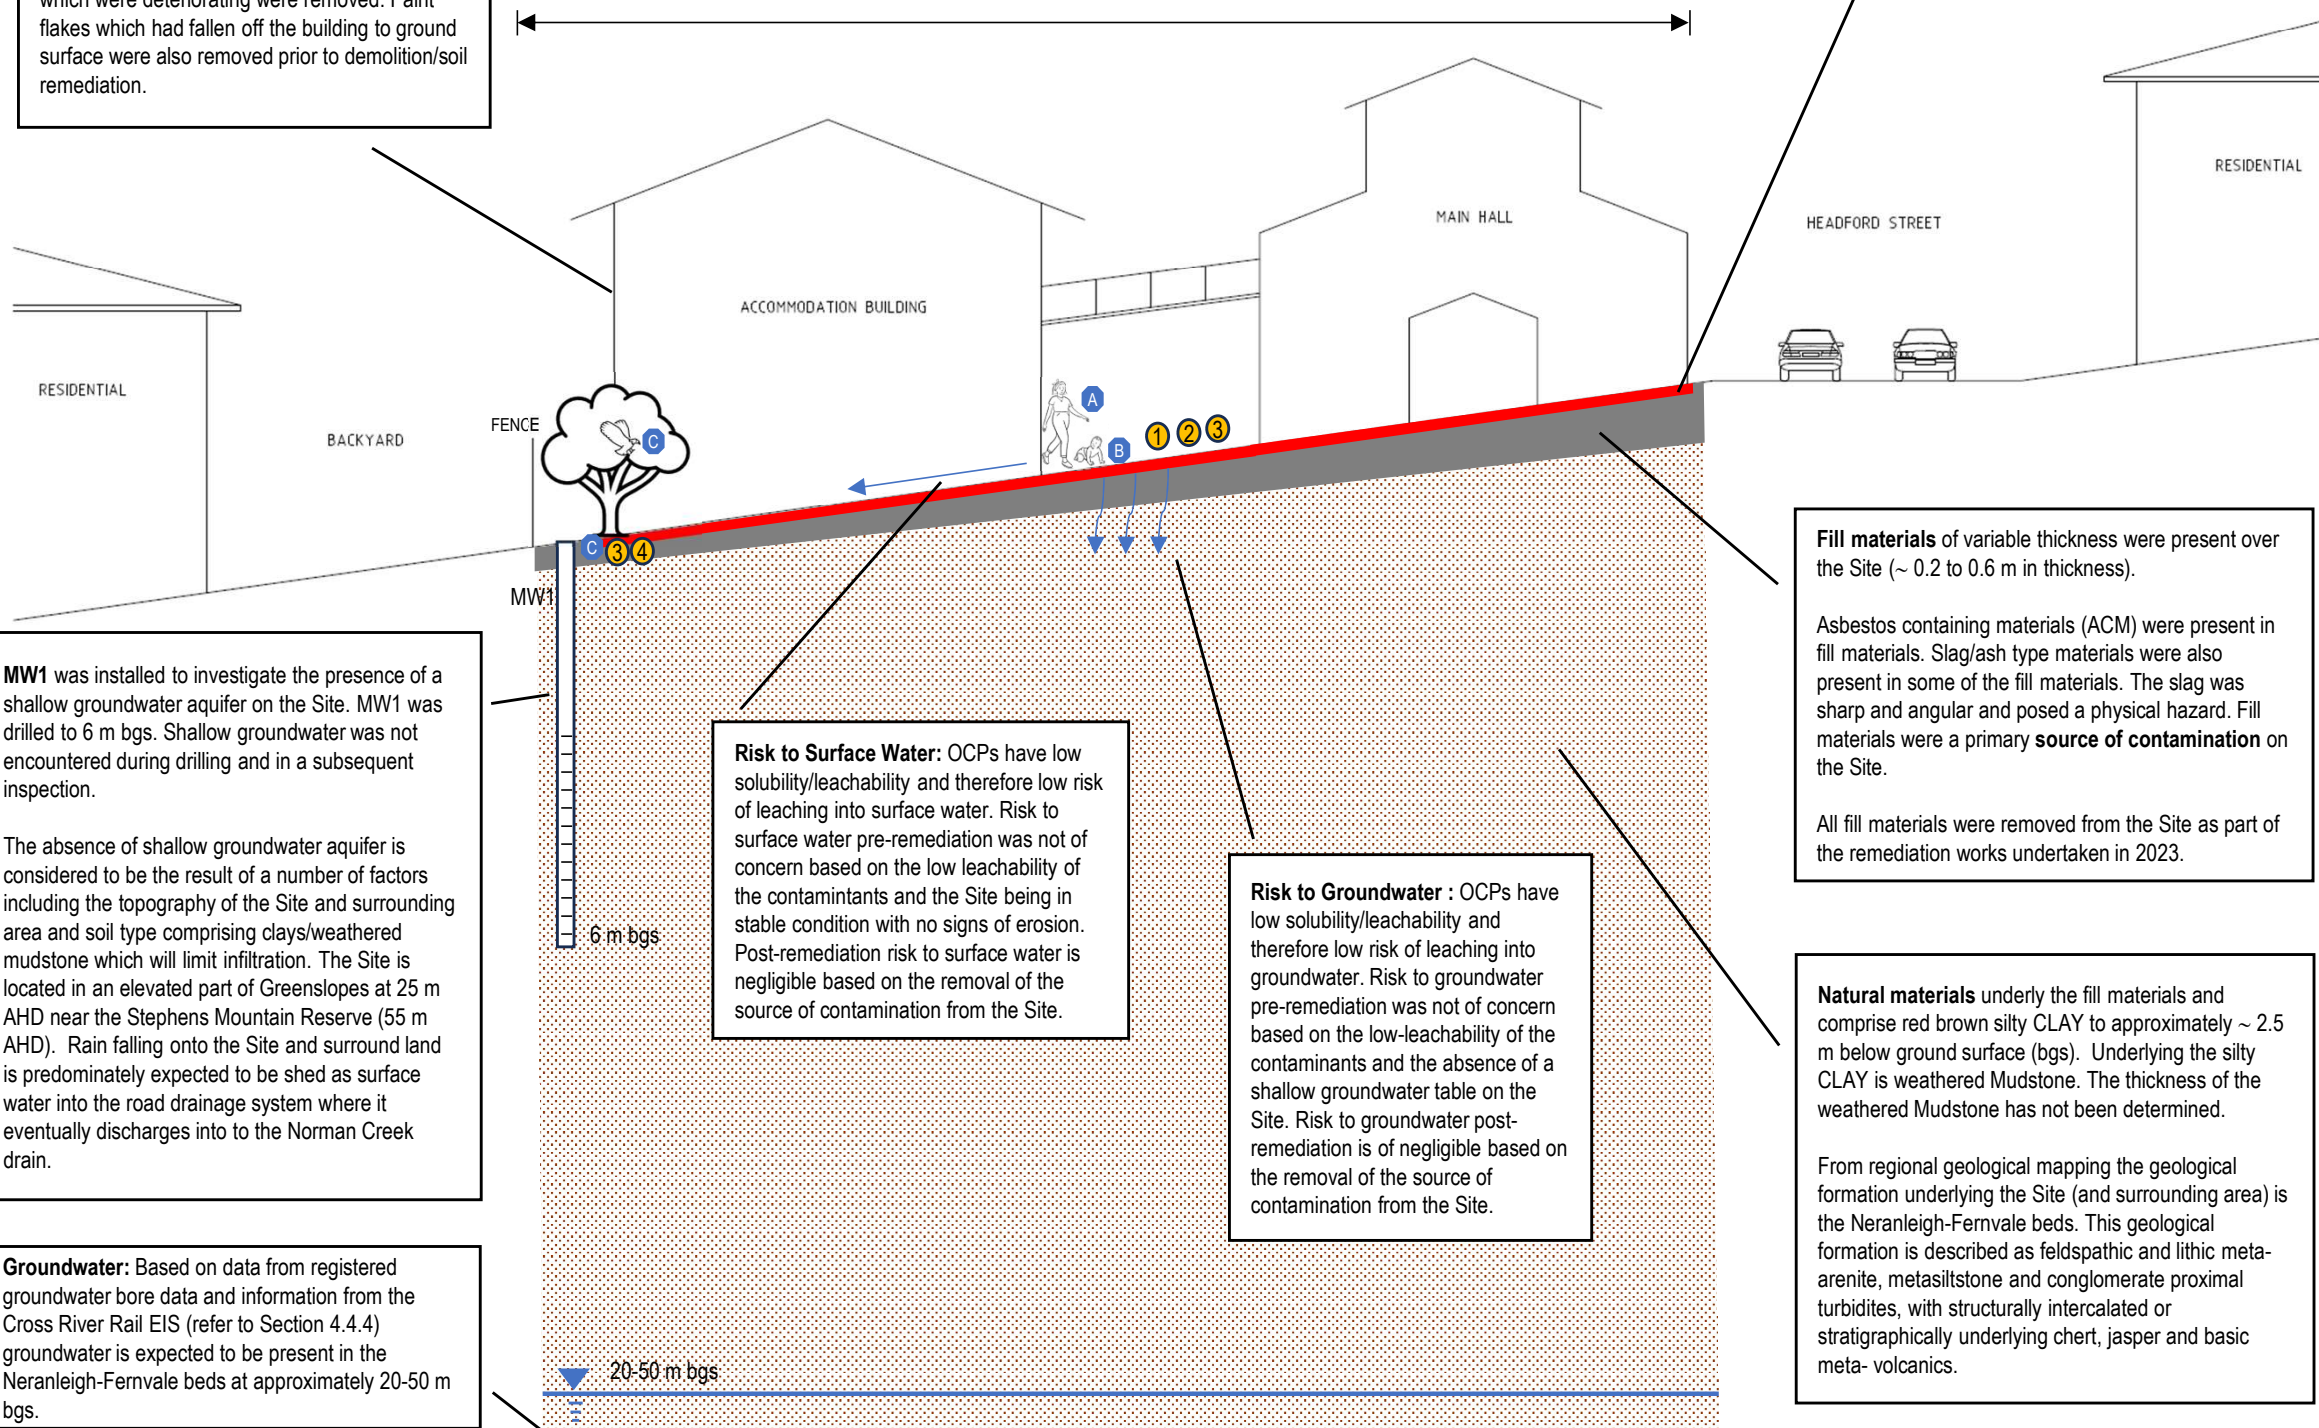 which were deteriorating were removed. Paint
flakes which had fallen off the building to ground
surface were also removed prior to demolition/soil
remediation.
RESIDENTIAL
MAIN HALL
HEADFORD STREET
ACCOMMODATION BUILDING
RESIDENTIAL
BACKYARD
FENCE
A
C
B
1 2 3
C
3 4
MW1
6 m bgs
MW1 was installed to investigate the presence of a
shallow groundwater aquifer on the Site. MW1 was
drilled to 6 m bgs. Shallow groundwater was not
encountered during drilling and in a subsequent
inspection.
The absence of shallow groundwater aquifer is
considered to be the result of a number of factors
including the topography of the Site and surrounding
area and soil type comprising clays/weathered
mudstone which will limit infiltration. The Site is
located in an elevated part of Greenslopes at 25 m
AHD near the Stephens Mountain Reserve (55 m
AHD). Rain falling onto the Site and surround land
is predominately expected to be shed as surface
water into the road drainage system where it
eventually discharges into to the Norman Creek
drain.
Groundwater: Based on data from registered
groundwater bore data and information from the
Cross River Rail EIS (refer to Section 4.4.4)
groundwater is expected to be present in the
Neranleigh-Fernvale beds at approximately 20-50 m
bgs.
20-50 m bgs
Risk to Surface Water: OCPs have low
solubility/leachability and therefore low risk
of leaching into surface water. Risk to
surface water pre-remediation was not of
concern based on the low leachability of
the contamintants and the Site being in
stable condition with no signs of erosion.
Post-remediation risk to surface water is
negligible based on the removal of the
source of contamination from the Site.
Risk to Groundwater : OCPs have
low solubility/leachability and
therefore low risk of leaching into
groundwater. Risk to groundwater
pre-remediation was not of concern
based on the low-leachability of the
contaminants and the absence of a
shallow groundwater table on the
Site. Risk to groundwater post-
remediation is of negligible based on
the removal of the source of
contamination from the Site.
Fill materials of variable thickness were present over
the Site (~ 0.2 to 0.6 m in thickness).
Asbestos containing materials (ACM) were present in
fill materials. Slag/ash type materials were also
present in some of the fill materials. The slag was
sharp and angular and posed a physical hazard. Fill
materials were a primary source of contamination on
the Site.
All fill materials were removed from the Site as part of
the remediation works undertaken in 2023.
Natural materials underly the fill materials and
comprise red brown silty CLAY to approximately ~ 2.5
m below ground surface (bgs). Underlying the silty
CLAY is weathered Mudstone. The thickness of the
weathered Mudstone has not been determined.
From regional geological mapping the geological
formation underlying the Site (and surrounding area) is
the Neranleigh-Fernvale beds. This geological
formation is described as feldspathic and lithic meta-
arenite, metasiltstone and conglomerate proximal
turbidites, with structurally intercalated or
stratigraphically underlying chert, jasper and basic
meta- volcanics.